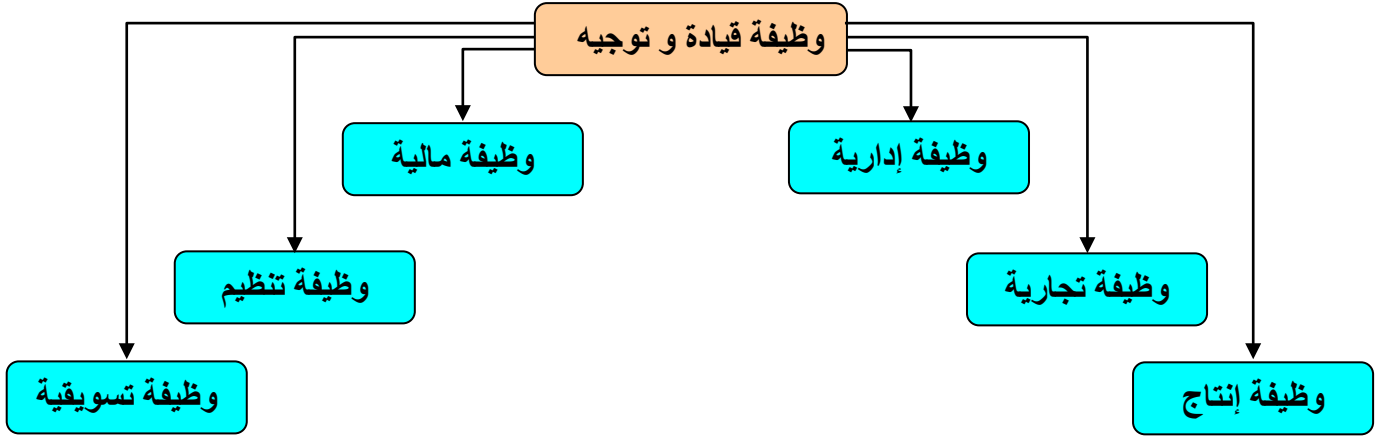 وظيفة قيادة و توجيه
وظيفة إدارية
وظيفة مالية
وظيفة تجارية
وظيفة تنظيم
وظيفة إنتاج
وظيفة تسويقية